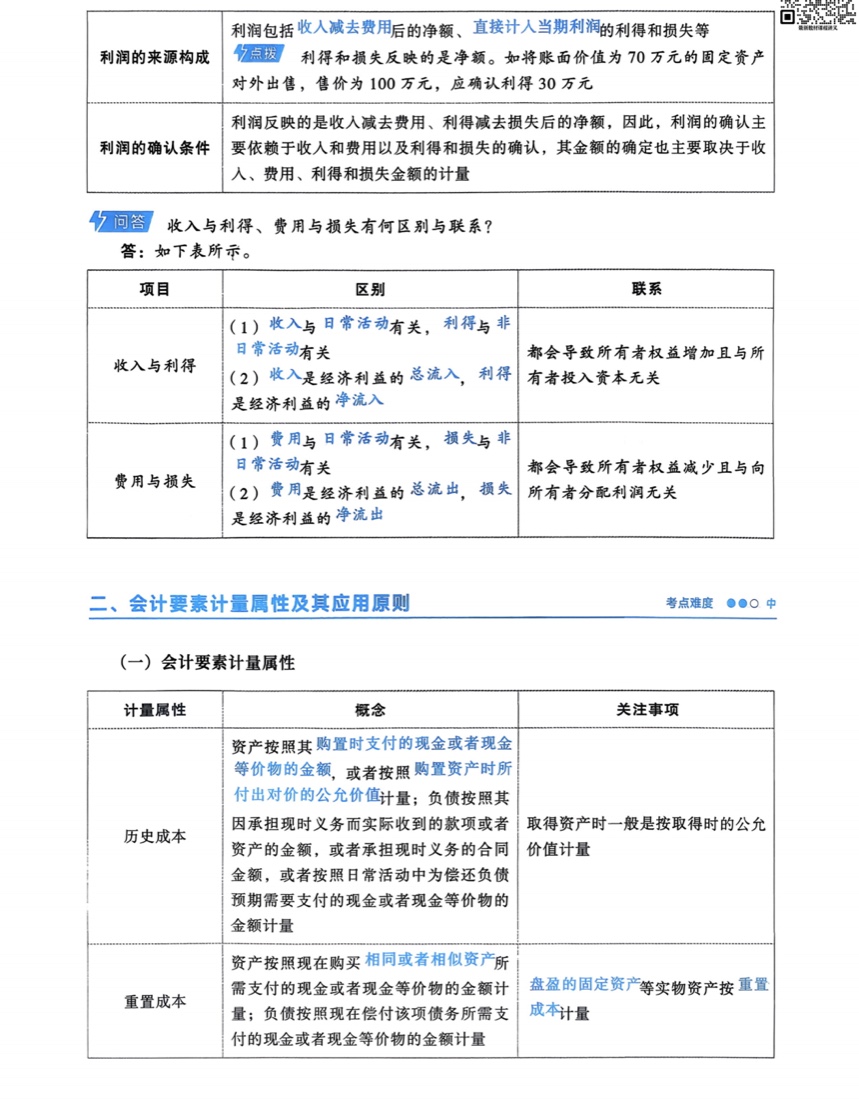 利润的来源构成
利润包括收入减去费用后的净额、直接计入当期利润的利得和损失等
点拨 利得和损失反映的是净额。如将账面价值为 70 万元的固定资产
对外出售，售价为 100 万元，应确认利得 30 万元
利润的确认条件
利润反映的是收入减去费用、利得减去损失后的净额，因此，利润的确认主
要依赖于收入和费用以及利得和损失的确认，其金额的确定也主要取决于收
入、费用、利得和损失金额的计量
问答 收入与利得、费用与损失有何区别与联系？
答：如下表所示。
项目 区别 联系
收入与利得
（1）收入与日常活动有关，利得与非
日常活动有关
（2）收入是经济利益的总流入，利得
是经济利益的净流入
都会导致所有者权益增加且与所
有者投入资本无关
费用与损失
（1）费用与日常活动有关，损失与非
日常活动有关
（2）费用是经济利益的总流出，损失
是经济利益的净流出
都会导致所有者权益减少且与向
所有者分配利润无关
二、会计要素计量属性及其应用原则 考点难度 中
（一）会计要素计量属性
计量属性 概念 关注事项
历史成本
资产按照其购置时支付的现金或者现金
等价物的金额，或者按照购置资产时所
付出对价的公允价值计量；负债按照其
因承担现时义务而实际收到的款项或者
资产的金额，或者承担现时义务的合同
金额，或者按照日常活动中为偿还负债
预期需要支付的现金或者现金等价物的
金额计量
取得资产时一般是按取得时的公允
价值计量
重置成本
资产按照现在购买相同或者相似资产所
需支付的现金或者现金等价物的金额计
量；负债按照现在偿付该项债务所需支
付的现金或者现金等价物的金额计量
盘盈的固定资产等实物资产按重置
成本计量